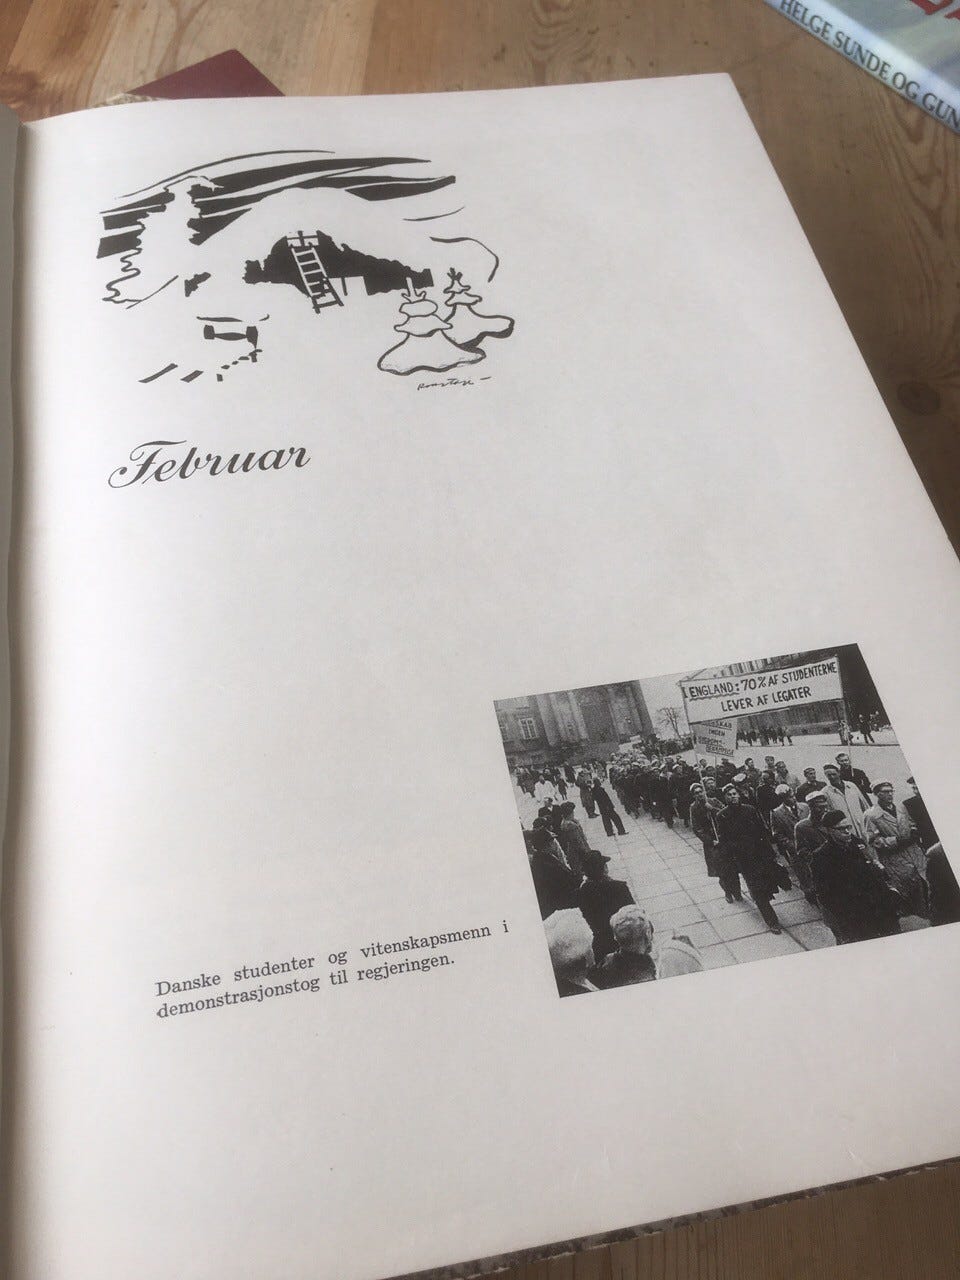 HELGE SUNDE OG GUN
Februar
ENGLAND: 70% AF STUDENTERNE
LEVER AF LEGATER
INGEN
Danske studenter og vitenskapsmenn i
demonstrasjonstog til regjeringen.